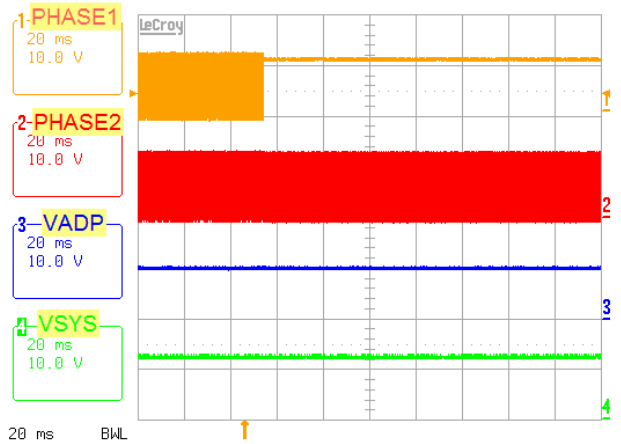 1 PHASE1
20 ms
10.0 V
LeCroy
1
2 PHASE2
20 ms
10.0 V
2
3 VADP
20 ms
10.0 V
3
4 VSYS
20 ms
10.0 V
4
20 ms BWL